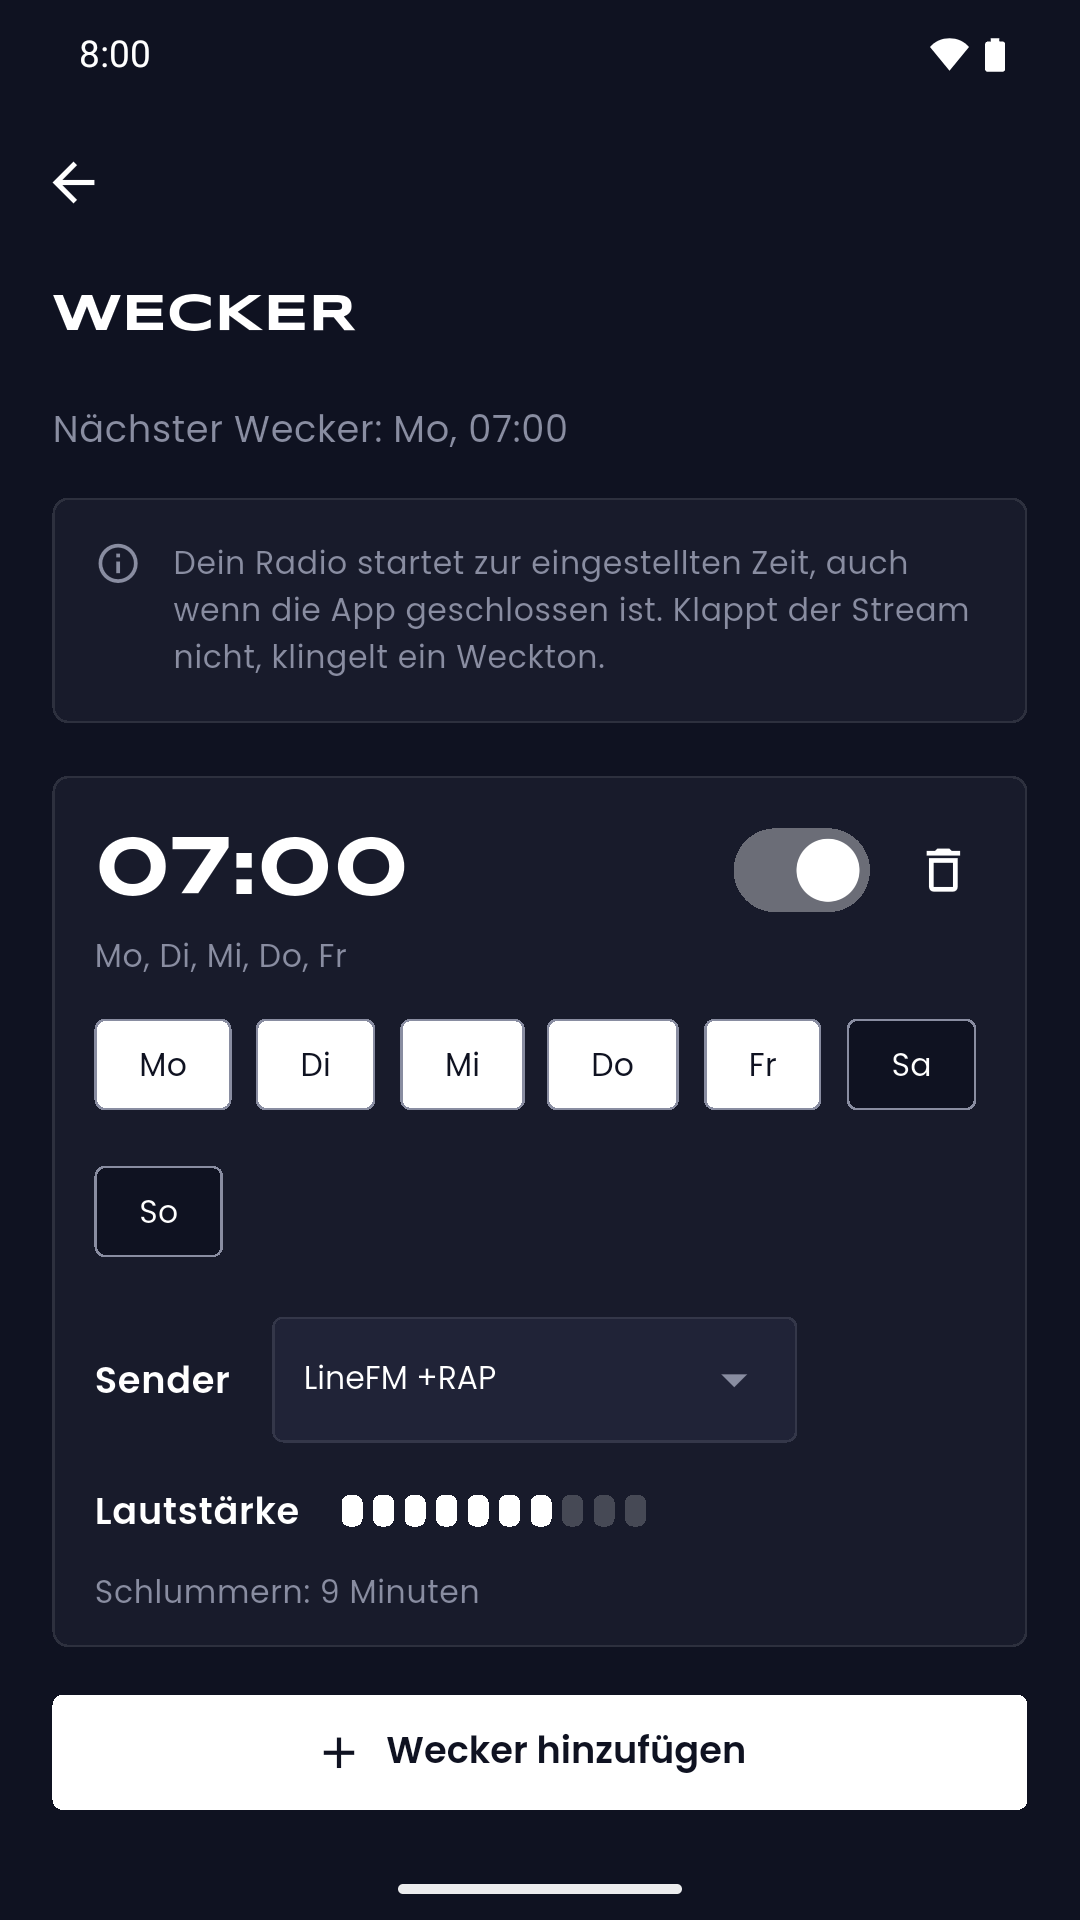 8:00
WECKER
Nächster Wecker: Mo, 07:00
Dein Radio startet zur eingestellten Zeit, auch
wenn die App geschlossen ist. Klappt der Stream
nicht, klingelt ein Weckton.
07:00
Mo, Di, Mi, Do, Fr
Mo Di Mi Do Fr Sa
So
Sender LineFM +RAP
Lautstärke
Schlummern: 9 Minuten
+ Wecker hinzufügen